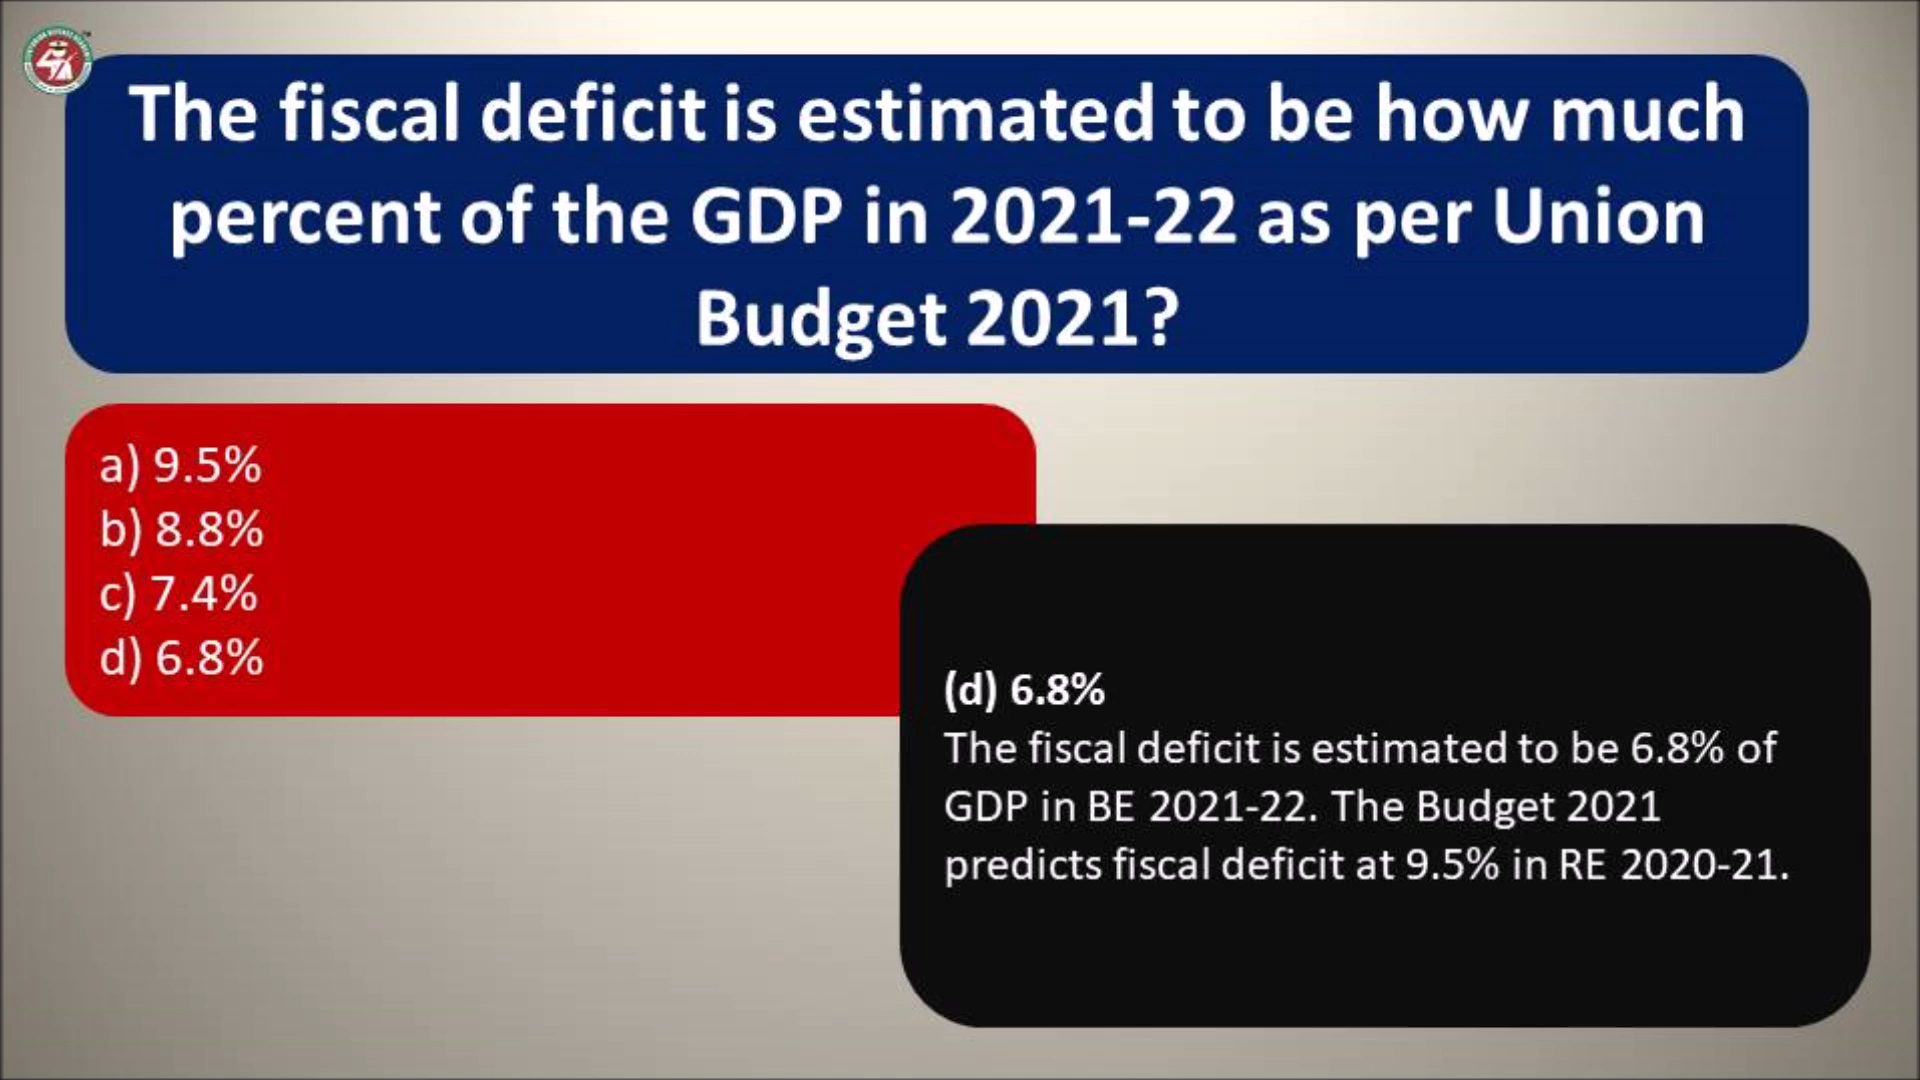 The fiscal deficit is estimated to be how much
percent of the GDP in 2021-22 as per Union
Budget 2021?
a) 9.5%
b) 8.8%
c) 7.4%
d) 6.8%
(d) 6.8%
The fiscal deficit is estimated to be 6.8% of
GDP in BE 2021-22. The Budget 2021
predicts fiscal deficit at 9.5% in RE 2020-21.